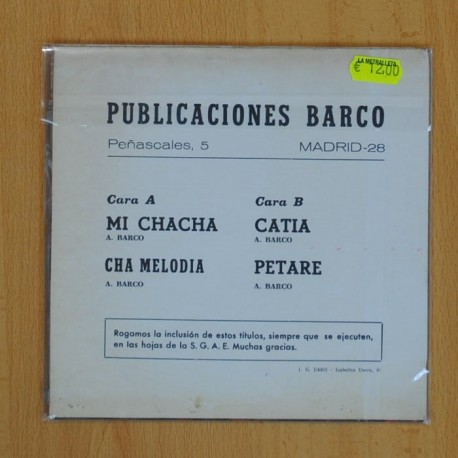 LA METRALLETA
€ 12,00
PUBLICACIONES BARCO
Peñascales, 5 MADRID-28
Cara A Cara B
MI CHACHA CATIA
A. BARCO A. BARCO
CHA MELODIA PETARE
A. BARCO A. BARCO
Rogamos la inclusión de estos títulos, siempre que se ejecuten,
en las hojas de la S. G. A. E. Muchas gracias.